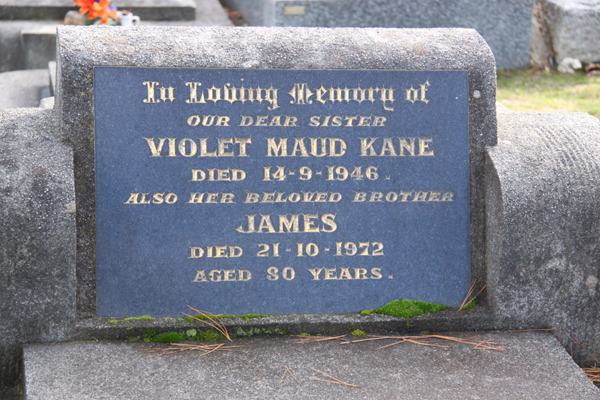 In Loving Memory of
OUR DEAR SISTER
VIOLET MAUD KANE
DIED 14-9-1946.
ALSO HER BELOVED BROTHER
JAMES
DIED 21-10-1972
AGED 80 YEARS.